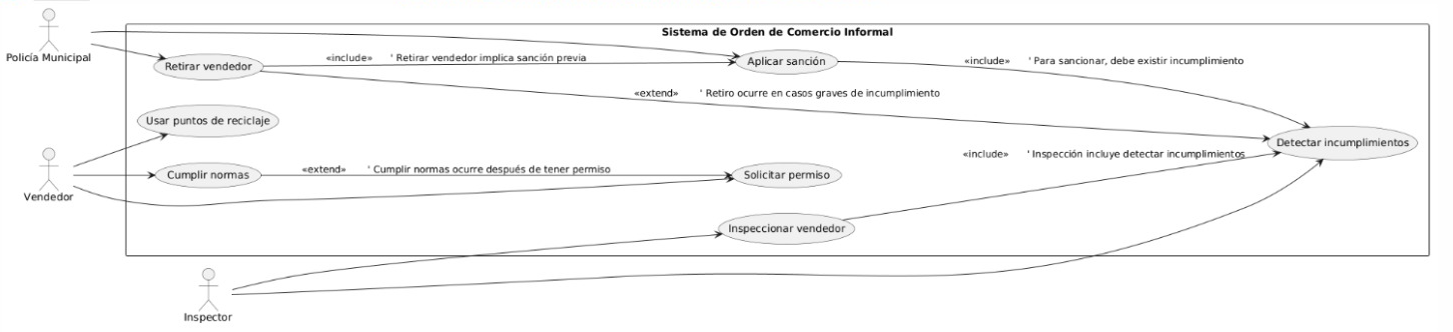 Sistema de Orden de Comercio Informal
Policía Municipal
Retirar vendedor
«include» ' Retirar vendedor implica sanción previa
Aplicar sanción
«include» ' Para sancionar, debe existir incumplimiento
«extend» ' Retiro ocurre en casos graves de incumplimiento
Usar puntos de reciclaje
Detectar incumplimientos
«include» ' Inspección incluye detectar incumplimientos
Vendedor
Cumplir normas
«extend» ' Cumplir normas ocurre después de tener permiso
Solicitar permiso
Inspeccionar vendedor
Inspector